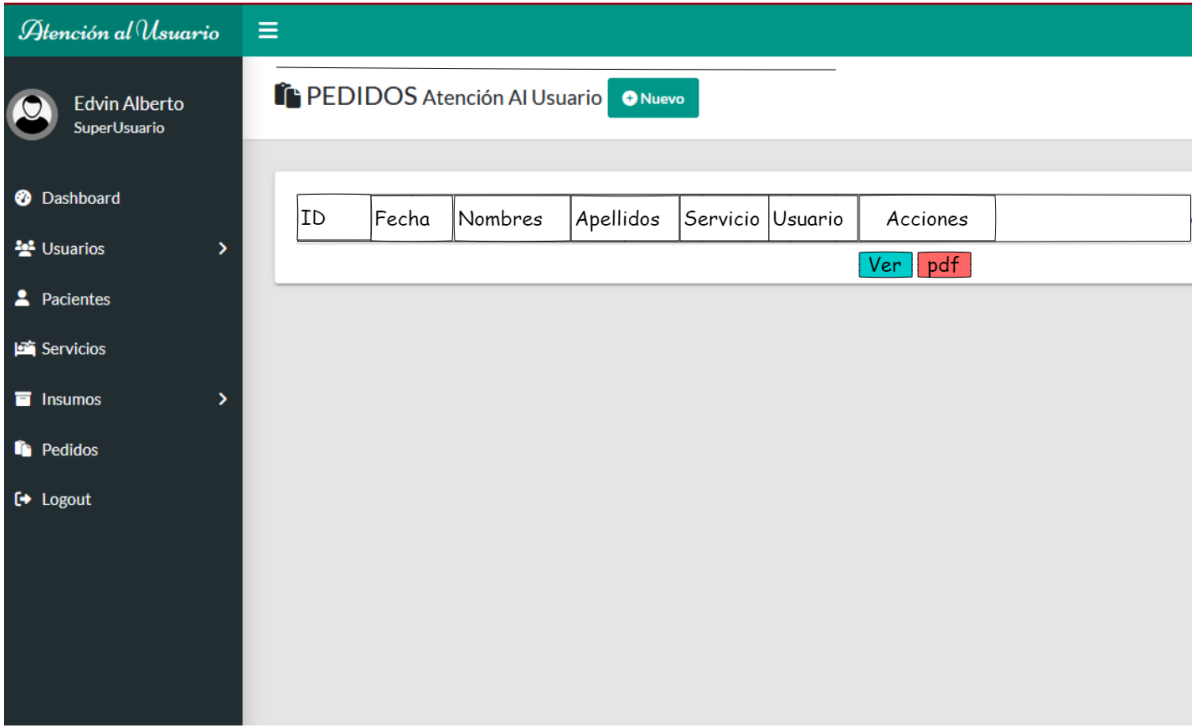 Atención al Usuario
Edvin Alberto
SuperUsuario
Dashboard
Usuarios
Pacientes
Servicios
Insumos
Pedidos
Logout
PEDIDOS Atención Al Usuario Nuevo
ID Fecha Nombres Apellidos Servicio Usuario Acciones
Ver pdf